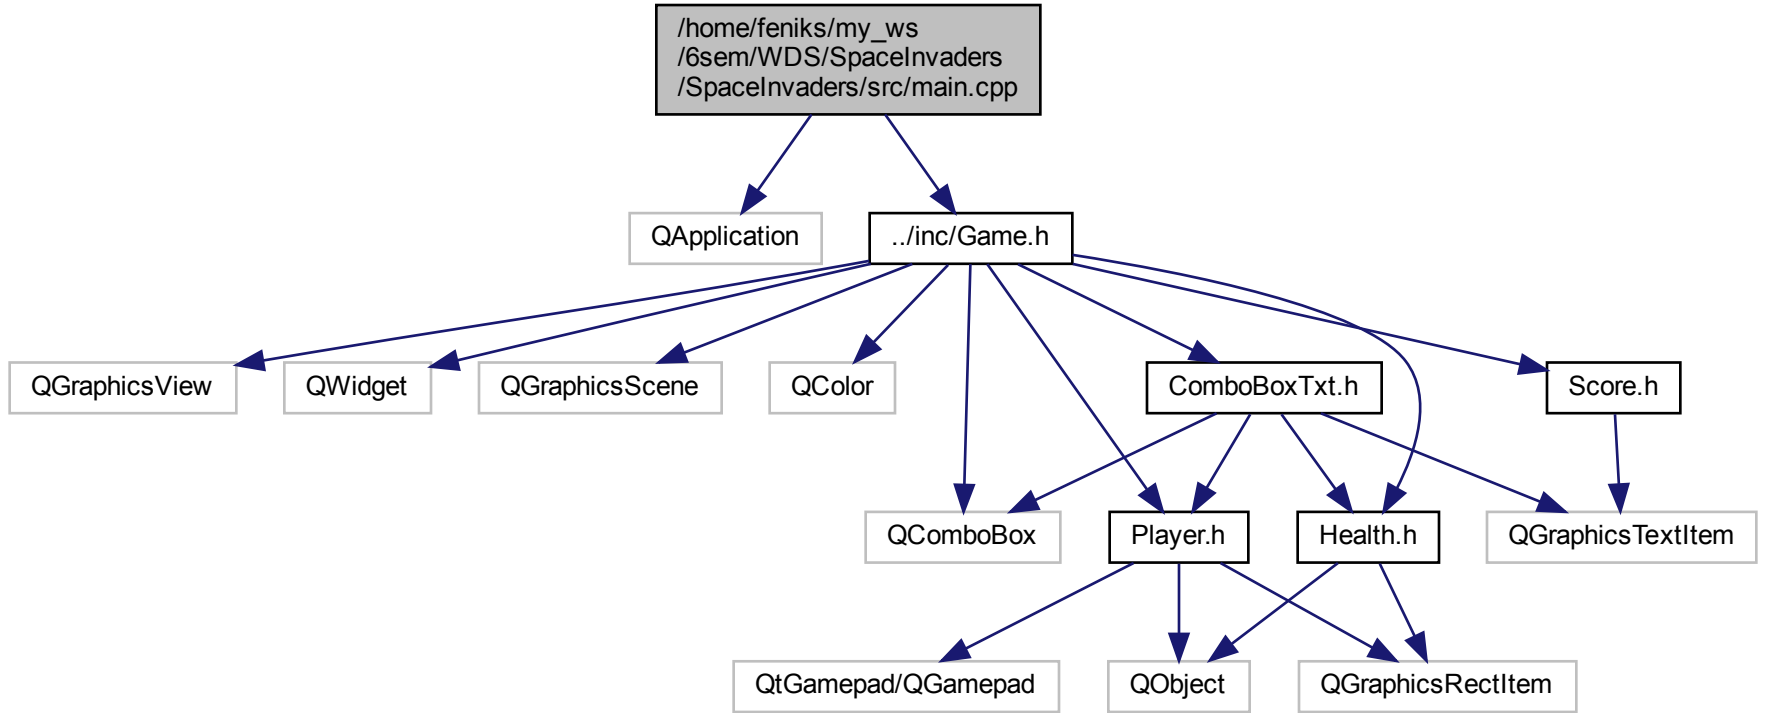 /home/feniks/my_ws
/6sem/WDS/SpaceInvaders
/SpaceInvaders/src/main.cpp
QApplication
../inc/Game.h
QGraphicsView
QWidget
QGraphicsScene
QColor
ComboBoxTxt.h
Score.h
QComboBox
Player.h
Health.h
QGraphicsTextItem
QtGamepad/QGamepad
QObject
QGraphicsRectItem